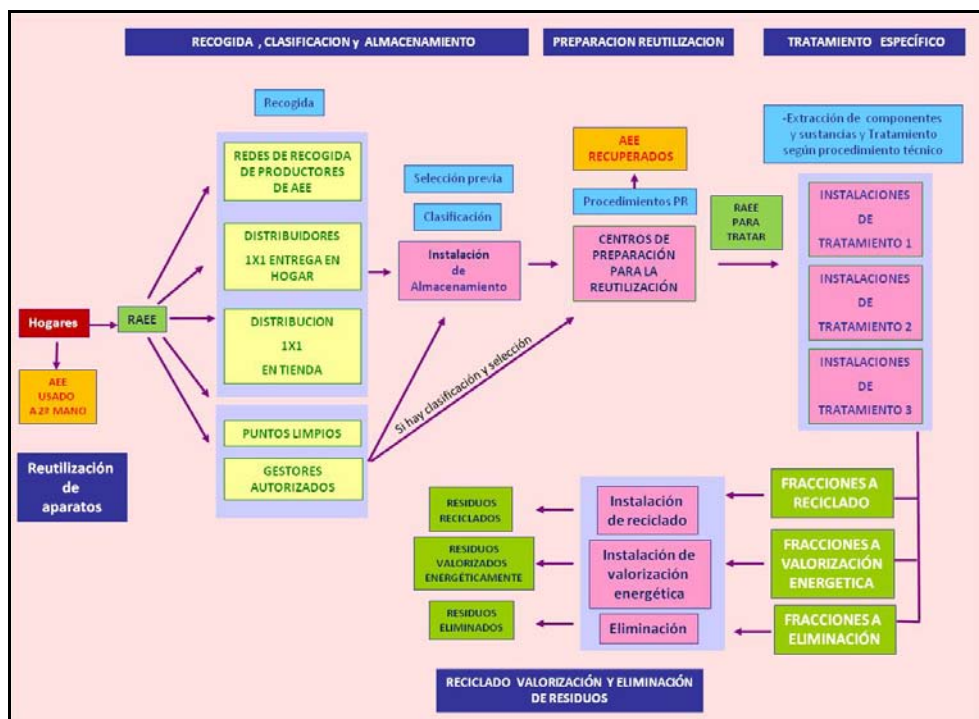 RECOGIDA , CLASIFICACION y ALMACENAMIENTO
PREPARACION REUTILIZACION
TRATAMIENTO ESPECÍFICO
Recogida
REDES DE RECOGIDA
DE PRODUCTORES
DE AEE
DISTRIBUIDORES
1X1 ENTREGA EN
HOGAR
DISTRIBUCION
1X1
EN TIENDA
PUNTOS LIMPIOS
GESTORES
AUTORIZADOS
Hogares
RAEE
AEE
USADO
A 2ª MANO
Reutilización
de
aparatos
Selección previa
Clasificación
Instalación
de
Almacenamiento
Si hay clasificación y selección
AEE
RECUPERADOS
Procedimientos PR
CENTROS DE
PREPARACIÓN
PARA LA
REUTILIZACIÓN
RAEE
PARA
TRATAR
-Extracción de componentes
y sustancias y Tratamiento
según procedimiento técnico
INSTALACIONES
DE
TRATAMIENTO 1
INSTALACIONES
DE
TRATAMIENTO 2
INSTALACIONES
DE
TRATAMIENTO 3
FRACCIONES A
RECICLADO
FRACCIONES A
VALORIZACIÓN
ENERGETICA
FRACCIONES A
ELIMINACIÓN
Instalación
de reciclado
Instalación de
valorización
energética
Eliminación
RESIDUOS
RECICLADOS
RESIDUOS
VALORIZADOS
ENERGÉTICAMENTE
RESIDUOS
ELIMINADOS
RECICLADO VALORIZACIÓN Y ELIMINACIÓN
DE RESIDUOS